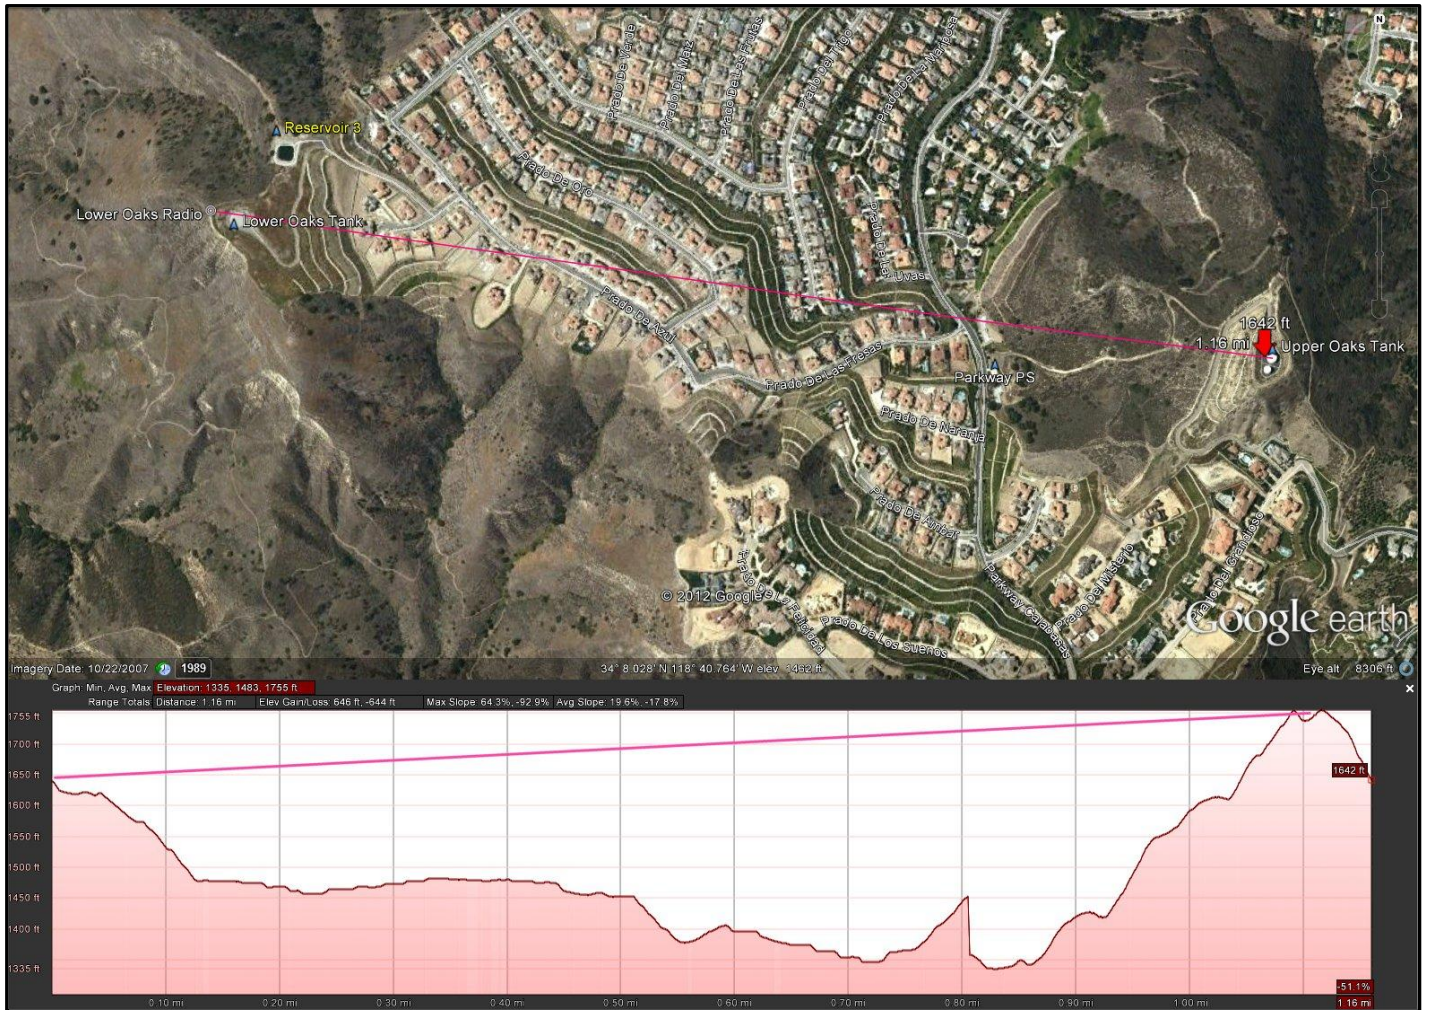 N
Prado De Verde
Prado Del Maiz
Prado De Las Frutas
Prado Del Trigo
Prado De La Mariposa
Reservoir 3
Prado De Oro
Lower Oaks Radio
Lower Oaks Tank
Prado De Las
Uvas
Prado De Azul
1642 ft
1.16 mi
Upper Oaks Tank
Prado De Las Fresas
Parkway PS
Prado De Naranja
Prado De Ambar
Prado De La Felicidad
Parkway Calabasas
Prado Del Misterio
Prado Del Grandioso
© 2012 Google
Prado De Los Suenos
Google earth
Imagery Date: 10/22/2007 1989 34° 8.028' N 118° 40.764' W elev 1462 ft Eye alt 8306 ft
Graph: Min, Avg, Max Elevation: 1335, 1483, 1755 ft
Range Totals: Distance: 1.16 mi Elev Gain/Loss: 646 ft, -644 ft Max Slope: 64.3%, -92.9% Avg Slope: 19.6%, -17.8%
1755 ft
1700 ft
1650 ft
1642 ft
1600 ft
1550 ft
1500 ft
1450 ft
1400 ft
1335 ft
-51.1%
0.10 mi 0.20 mi 0.30 mi 0.40 mi 0.50 mi 0.60 mi 0.70 mi 0.80 mi 0.90 mi 1.00 mi 1.16 mi